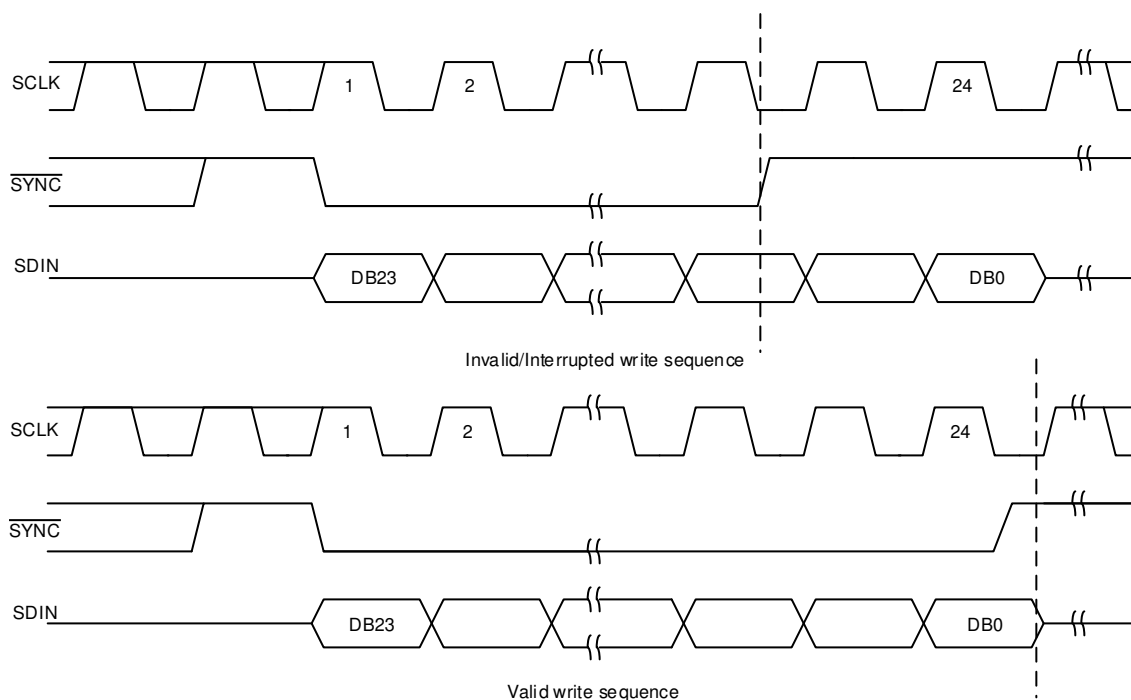 SCLK 1 2 24
SYNC
SDIN DB23 DB0
Invalid/Interrupted write sequence
SCLK 1 2 24
SYNC
SDIN DB23 DB0
Valid write sequence